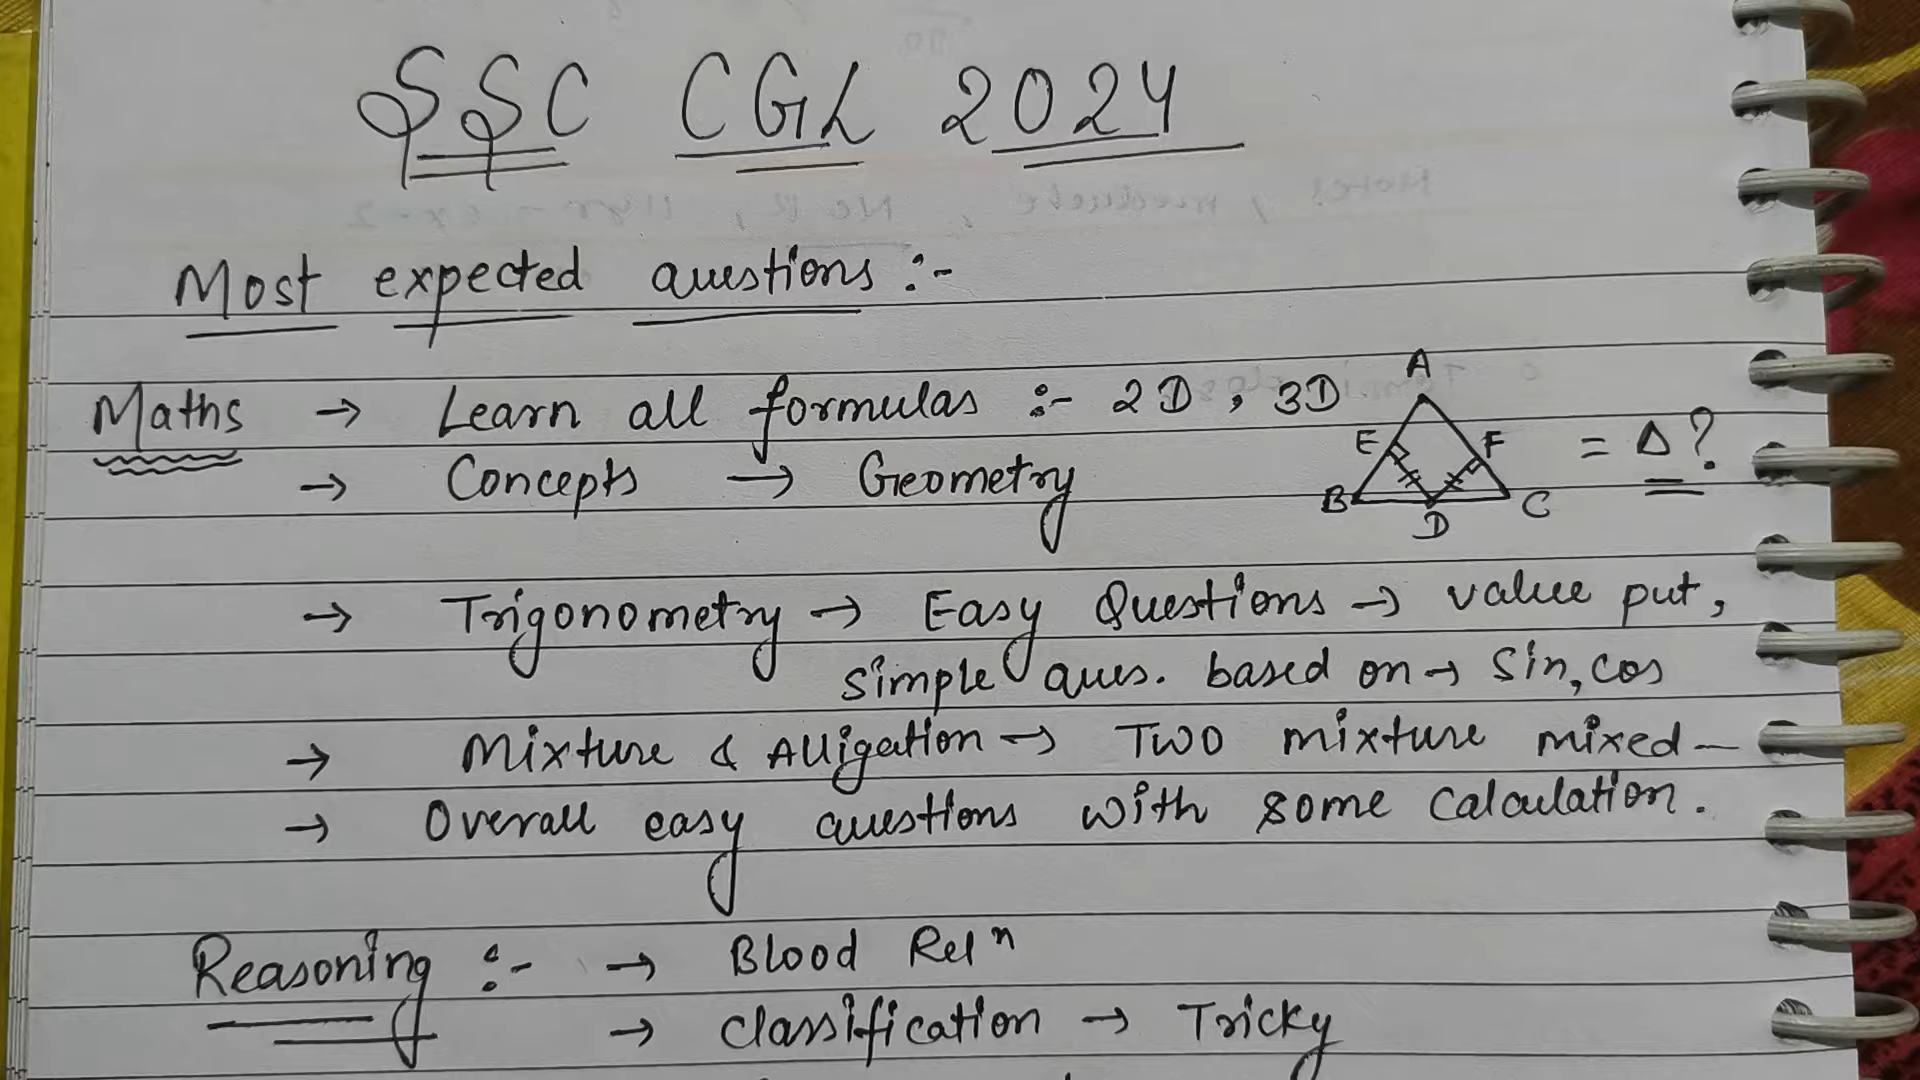 SSC CGL 2024
Most expected questions :-
Maths → Learn all formulas :- 2D, 3D
→ Concepts → Geometry
A
E F
B D C
= Δ ?
→ Trigonometry → Easy Questions → value put,
simple ques. based on → Sin, cos
→ Mixture & Alligation → Two mixture mixed —
→ Overall easy questions with some calculation.
Reasoning :- → Blood Relⁿ
→ Classification → Tricky